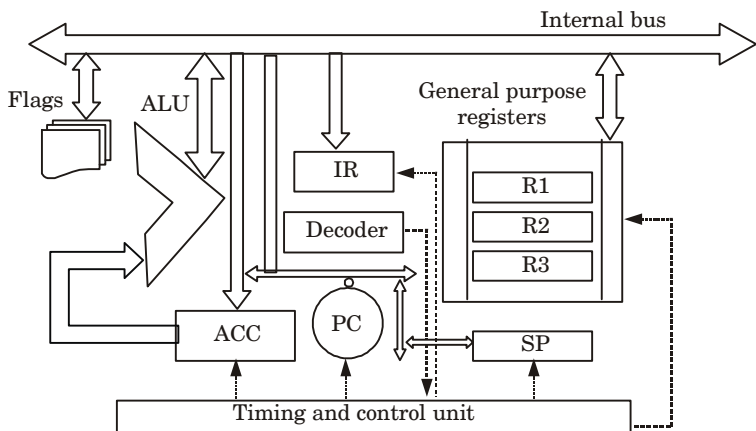 Internal bus
Flags
ALU
General purpose
registers
IR
R1
Decoder
R2
R3
ACC
PC
SP
Timing and control unit